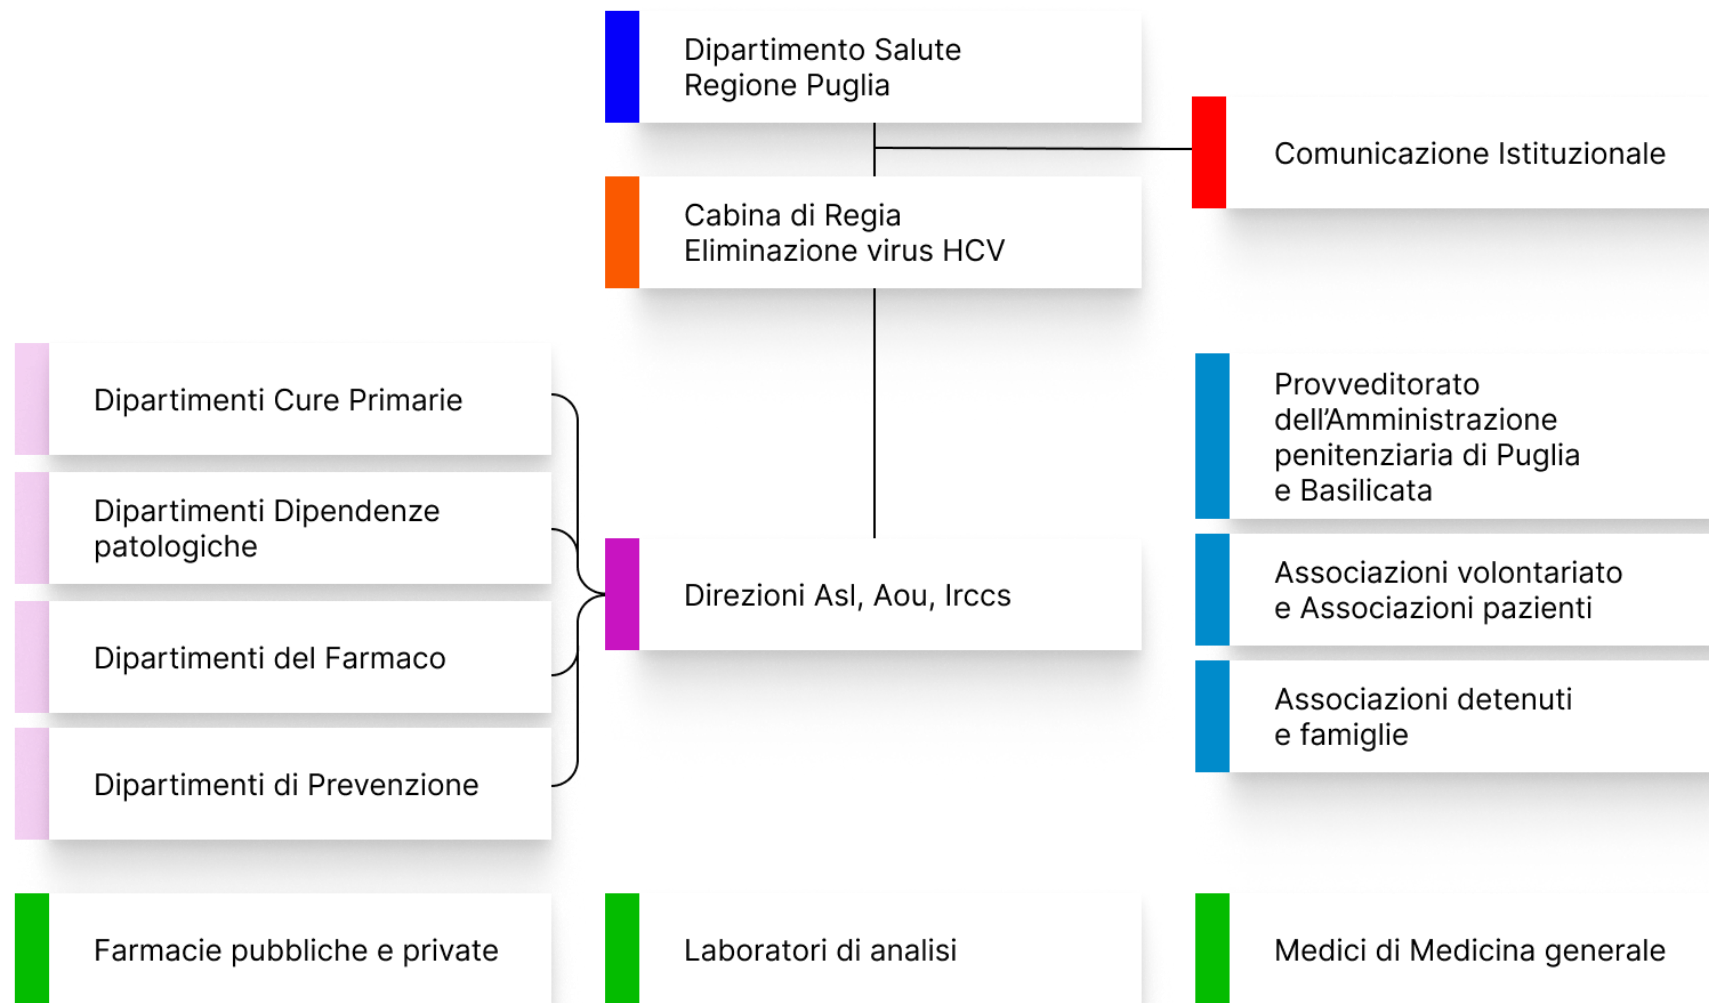 Dipartimento Salute
Regione Puglia
Comunicazione Istituzionale
Cabina di Regia
Eliminazione virus HCV
Dipartimenti Cure Primarie
Dipartimenti Dipendenze
patologiche
Dipartimenti del Farmaco
Dipartimenti di Prevenzione
Direzioni Asl, Aou, Irccs
Provveditorato
dell’Amministrazione
penitenziaria di Puglia
e Basilicata
Associazioni volontariato
e Associazioni pazienti
Associazioni detenuti
e famiglie
Farmacie pubbliche e private
Laboratori di analisi
Medici di Medicina generale